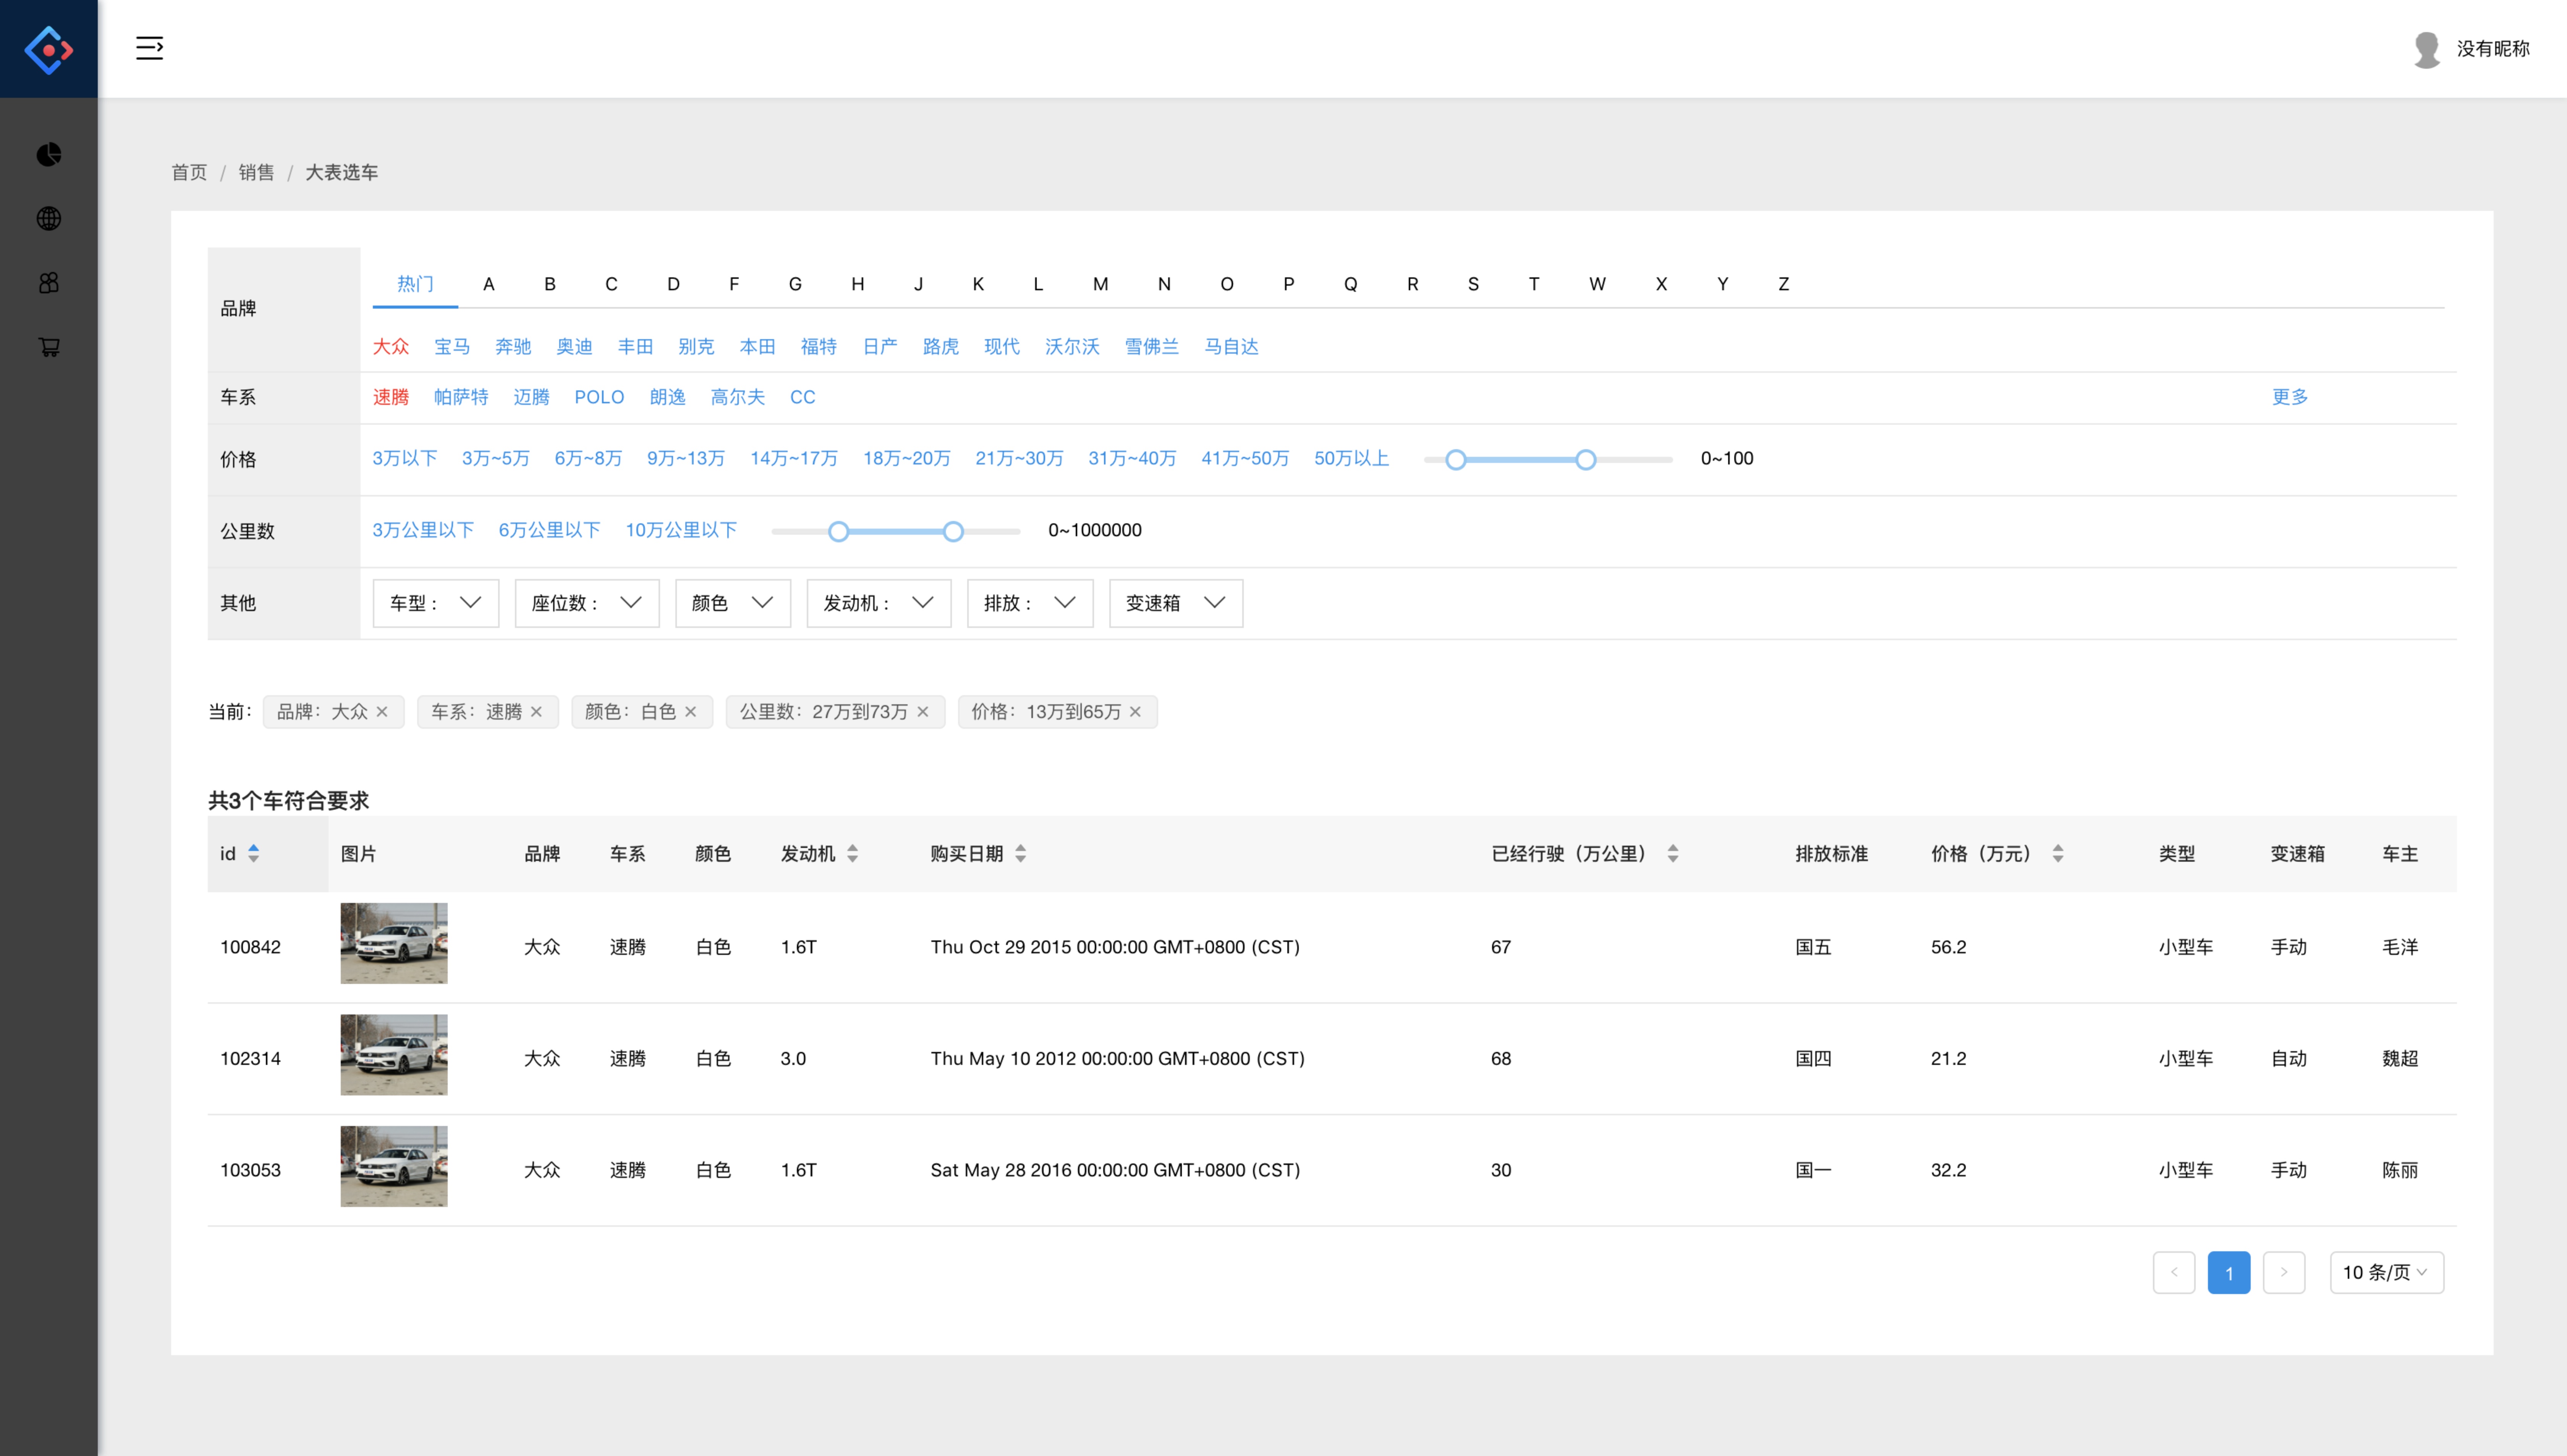 没有昵称
首页 / 销售 / 大表选车
品牌
热门 A B C D F G H J K L M N O P Q R S T W X Y Z
大众 宝马 奔驰 奥迪 丰田 别克 本田 福特 日产 路虎 现代 沃尔沃 雪佛兰 马自达
车系 速腾 帕萨特 迈腾 POLO 朗逸 高尔夫 CC 更多
价格 3万以下 3万~5万 6万~8万 9万~13万 14万~17万 18万~20万 21万~30万 31万~40万 41万~50万 50万以上 0~100
公里数 3万公里以下 6万公里以下 10万公里以下 0~1000000
其他 车型： 座位数： 颜色 发动机： 排放： 变速箱
当前： 品牌：大众 × 车系：速腾 × 颜色：白色 × 公里数：27万到73万 × 价格：13万到65万 ×
共3个车符合要求
id 图片 品牌 车系 颜色 发动机 购买日期 已经行驶（万公里） 排放标准 价格（万元） 类型 变速箱 车主
100842 大众 速腾 白色 1.6T Thu Oct 29 2015 00:00:00 GMT+0800 (CST) 67 国五 56.2 小型车 手动 毛洋
102314 大众 速腾 白色 3.0 Thu May 10 2012 00:00:00 GMT+0800 (CST) 68 国四 21.2 小型车 自动 魏超
103053 大众 速腾 白色 1.6T Sat May 28 2016 00:00:00 GMT+0800 (CST) 30 国一 32.2 小型车 手动 陈丽
< 1 > 10 条/页